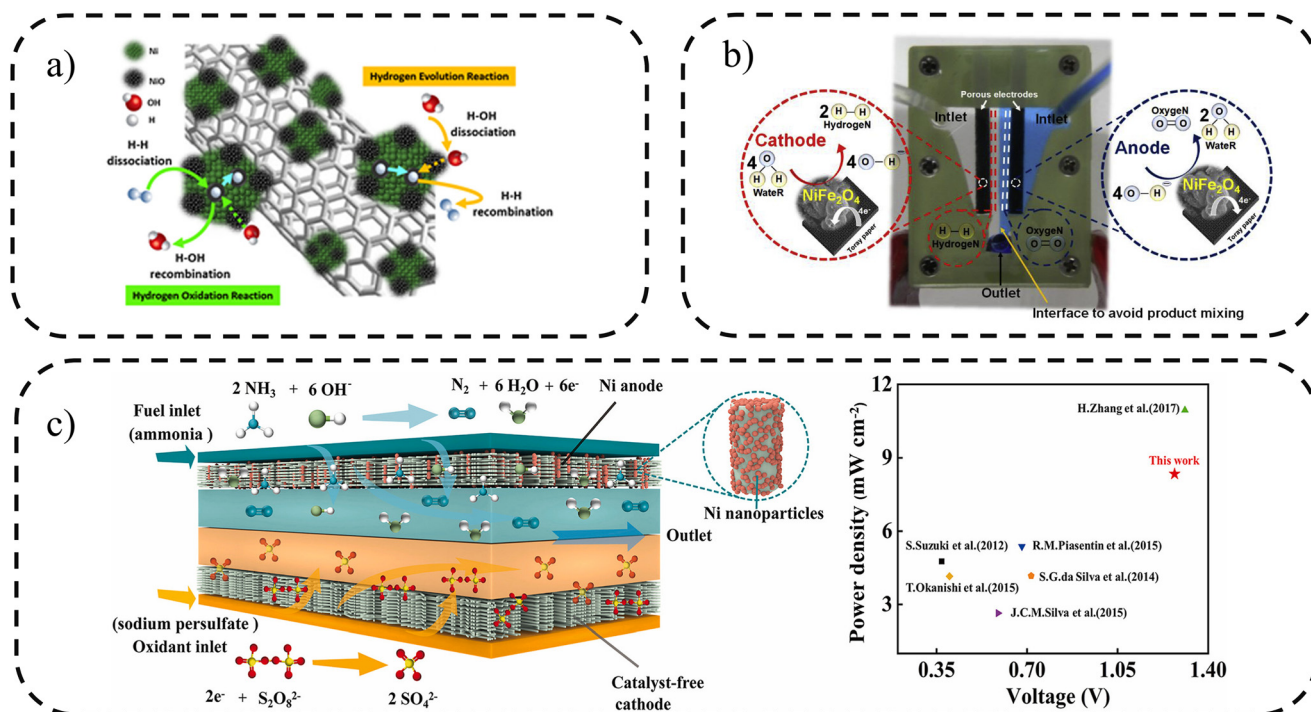 a)
Ni
NiO
OH
H
Hydrogen Evolution Reaction
H-OH
dissociation
H-H
dissociation
H-H
recombination
H-OH
recombination
Hydrogen Oxidation Reaction
b)
Porous electrodes
Intlet
Intlet
2 H H
HydrogeN
Cathode
4 O H H
WateR
4 O H ⊖
NiFe₂O₄
4e⁻
Toray paper
OxygeN
O O
2 O H H
WateR
Anode
4 O H ⊖
NiFe₂O₄
4e⁻
Toray paper
H H
HydrogeN
OxygeN
O O
Outlet
Interface to avoid product mixing
c)
2 NH₃ + 6 OH⁻
N₂ + 6 H₂O + 6e⁻
Ni anode
Fuel inlet
(ammonia )
Ni nanoparticles
Outlet
(sodium persulfate )
Oxidant inlet
2e⁻ + S₂O₈²⁻
2 SO₄²⁻
Catalyst-free
cathode
Power density (mW cm⁻²)
12
9
6
3
H.Zhang et al.(2017)
This work
S.Suzuki et al.(2012)
R.M.Piasentin et al.(2015)
T.Okanishi et al.(2015)
S.G.da Silva et al.(2014)
J.C.M.Silva et al.(2015)
0.35 0.70 1.05 1.40
Voltage (V)